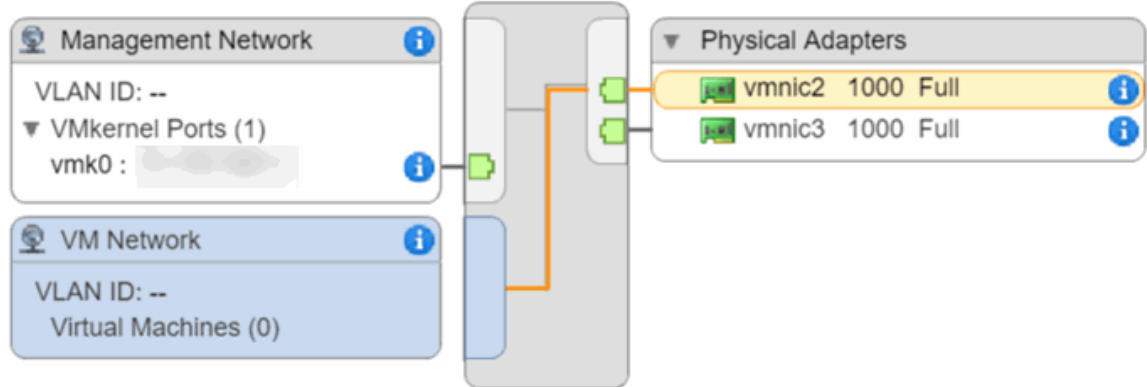 Management Network
VLAN ID: --
VMkernel Ports (1)
vmk0 :
VM Network
VLAN ID: --
Virtual Machines (0)
Physical Adapters
vmnic2 1000 Full
vmnic3 1000 Full